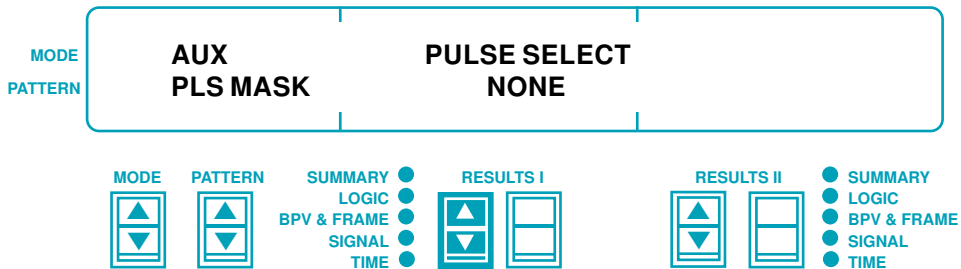 MODE AUX PULSE SELECT
PATTERN PLS MASK NONE
MODE PATTERN SUMMARY RESULTS I RESULTS II SUMMARY
LOGIC LOGIC
BPV & FRAME BPV & FRAME
SIGNAL SIGNAL
TIME TIME